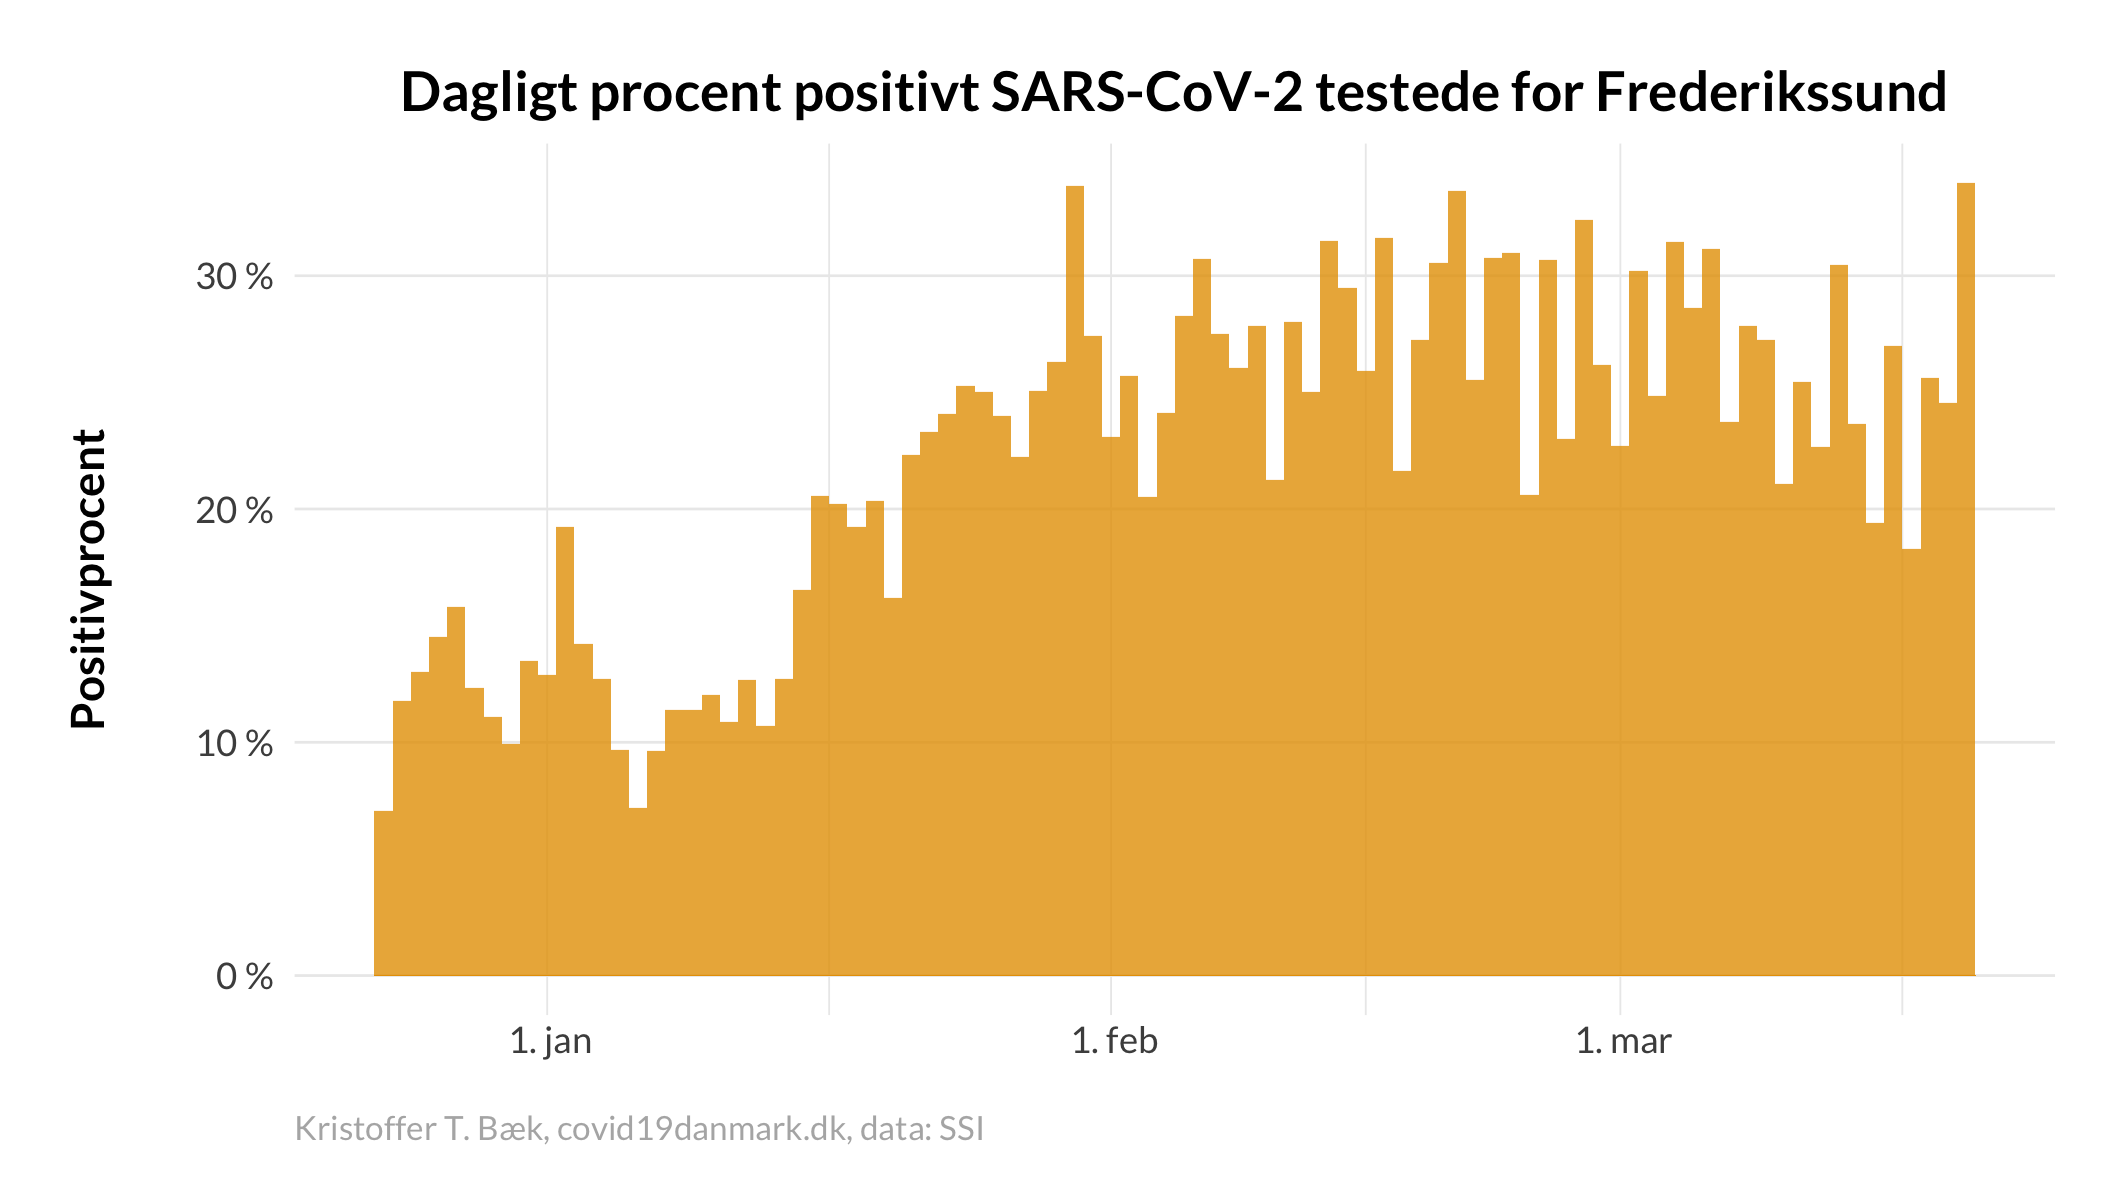 Dagligt procent positivt SARS-CoV-2 testede for Frederikssund
Positivprocent
30 %
20 %
10 %
0 %
1. jan
1. feb
1. mar
Kristoffer T. Bæk, covid19danmark.dk, data: SSI